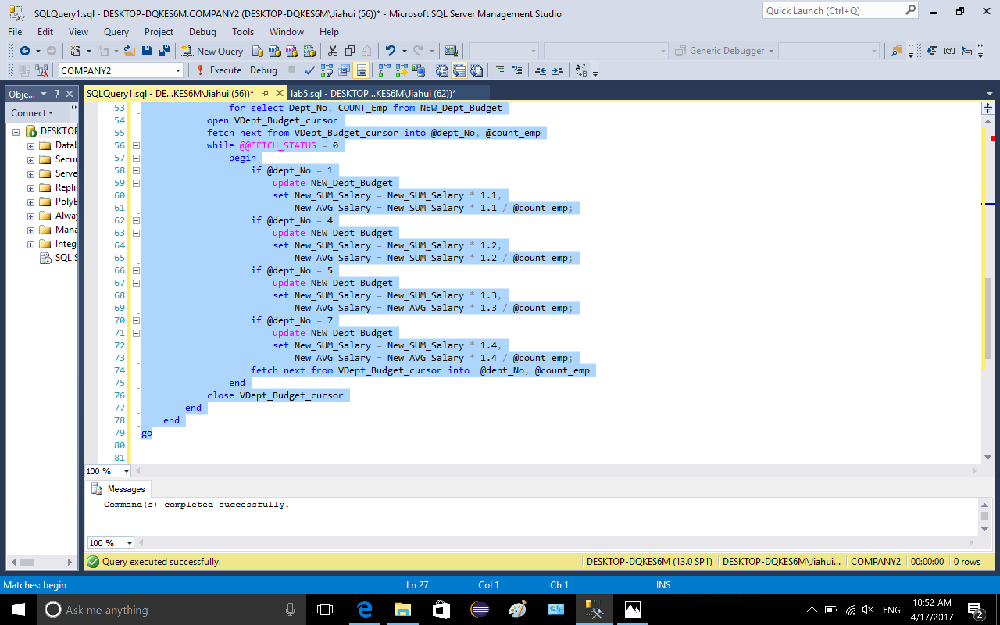 SQLQuery1.sql - DESKTOP-DQKES6M.COMPANY2 (DESKTOP-DQKES6M\Jiahui (56))* - Microsoft SQL Server Management Studio
Quick Launch (Ctrl+Q)
File Edit View Query Project Debug Tools Window Help
New Query
Generic Debugger
COMPANY2
Execute Debug
Obje...
SQLQuery1.sql - DE...KES6M\Jiahui (56))*
lab5.sql - DESKTOP...KES6M\Jiahui (62))*
Connect
DESKTOP
Datab
Secur
Serve
Repli
PolyB
Alway
Mana
Integ
SQL S
53 for select Dept_No, COUNT_Emp from NEW_Dept_Budget
54 open VDept_Budget_cursor
55 fetch next from VDept_Budget_cursor into @dept_No, @count_emp
56 while @@FETCH_STATUS = 0
57 begin
58 if @dept_No = 1
59 update NEW_Dept_Budget
60 set New_SUM_Salary = New_SUM_Salary * 1.1,
61 New_AVG_Salary = New_SUM_Salary * 1.1 / @count_emp;
62 if @dept_No = 4
63 update NEW_Dept_Budget
64 set New_SUM_Salary = New_SUM_Salary * 1.2,
65 New_AVG_Salary = New_SUM_Salary * 1.2 / @count_emp;
66 if @dept_No = 5
67 update NEW_Dept_Budget
68 set New_SUM_Salary = New_SUM_Salary * 1.3,
69 New_AVG_Salary = New_AVG_Salary * 1.3 / @count_emp;
70 if @dept_No = 7
71 update NEW_Dept_Budget
72 set New_SUM_Salary = New_SUM_Salary * 1.4,
73 New_AVG_Salary = New_AVG_Salary * 1.4 / @count_emp;
74 fetch next from VDept_Budget_cursor into  @dept_No, @count_emp
75 end
76 close VDept_Budget_cursor
77 end
78 end
79 go
80
81
100 %
Messages
Command(s) completed successfully.
100 %
Query executed successfully.
DESKTOP-DQKES6M (13.0 SP1)
DESKTOP-DQKES6M\Jiahui...
COMPANY2
00:00:00
0 rows
Matches: begin
Ln 27
Col 1
Ch 1
INS
Ask me anything
ENG
10:52 AM
4/17/2017
2